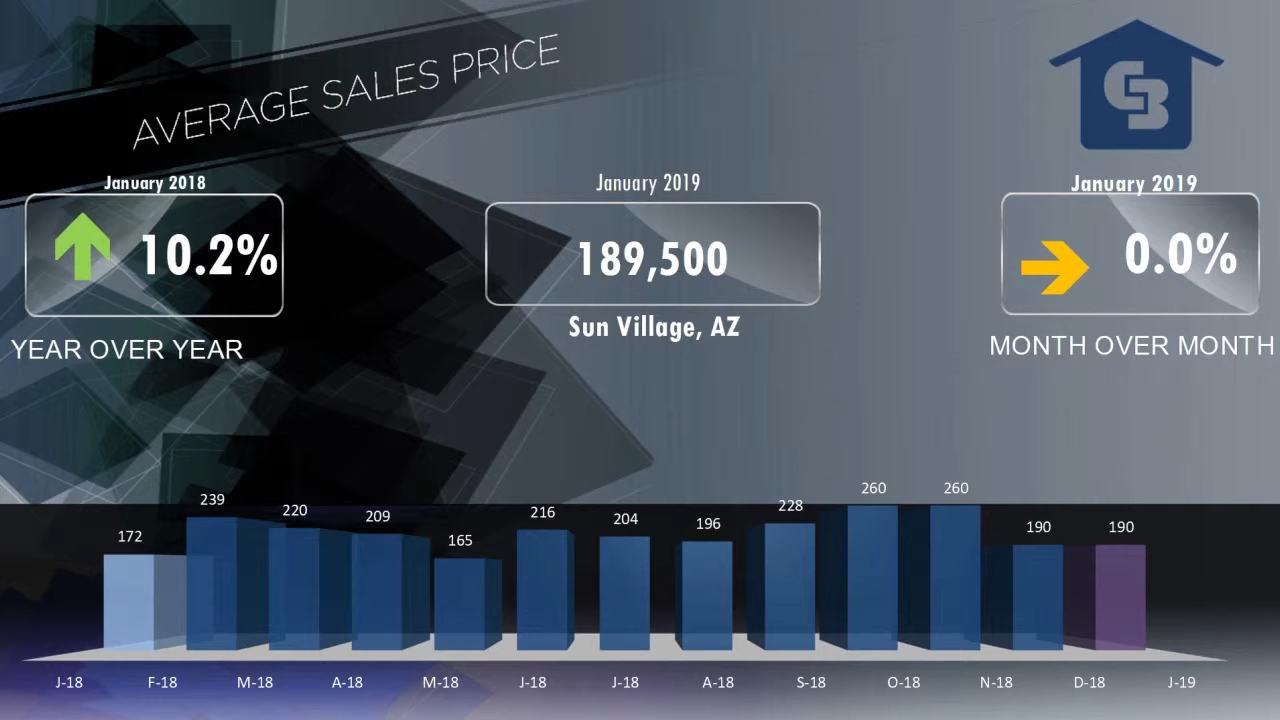 AVERAGE SALES PRICE
CB
January 2018
10.2%
YEAR OVER YEAR
January 2019
189,500
Sun Village, AZ
January 2019
0.0%
MONTH OVER MONTH
172 239 220 209 165 216 204 196 228 260 260 190 190
J-18 F-18 M-18 A-18 M-18 J-18 J-18 A-18 S-18 O-18 N-18 D-18 J-19